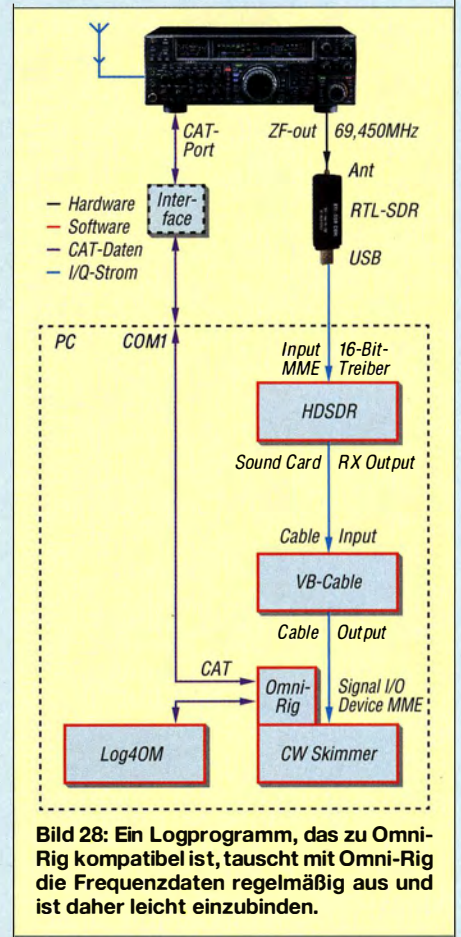 CAT-
Port
ZF-out 69,450MHz
Ant
RTL-SDR
USB
Inter-
face
Hardware
Software
CAT-Daten
I/Q-Strom
PC COM1
Input 16-Bit-
MME Treiber
HDSDR
Sound Card RX Output
Cable Input
VB-Cable
Cable Output
CAT
Omni-
Rig
Signal I/O
Device MME
Log4OM
CW Skimmer
Bild 28: Ein Logprogramm, das zu Omni-
Rig kompatibel ist, tauscht mit Omni-Rig
die Frequenzdaten regelmäßig aus und
ist daher leicht einzubinden.